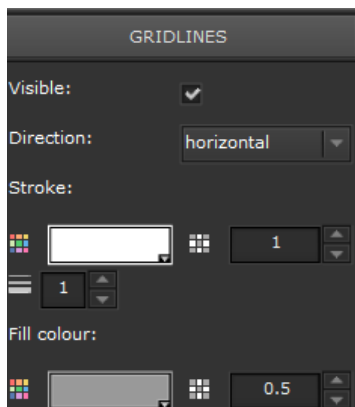 GRIDLINES
Visible:
Direction: horizontal
Stroke:
1
1
Fill colour:
0.5